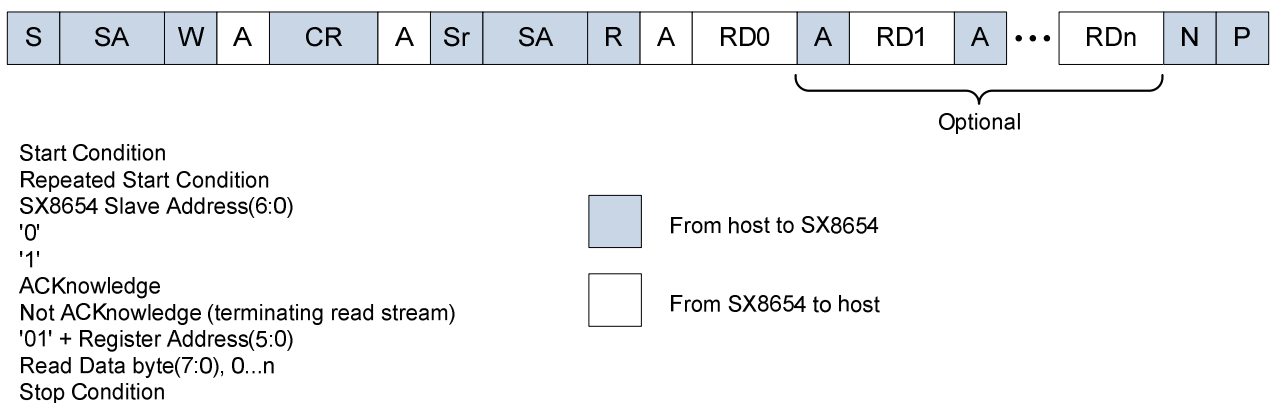 S SA W A CR A Sr SA R A RD0 A RD1 A ••• RDn N P
Optional
Start Condition
Repeated Start Condition
SX8654 Slave Address(6:0)
'0'
'1'
ACKnowledge
Not ACKnowledge (terminating read stream)
'01' + Register Address(5:0)
Read Data byte(7:0), 0...n
Stop Condition
From host to SX8654
From SX8654 to host